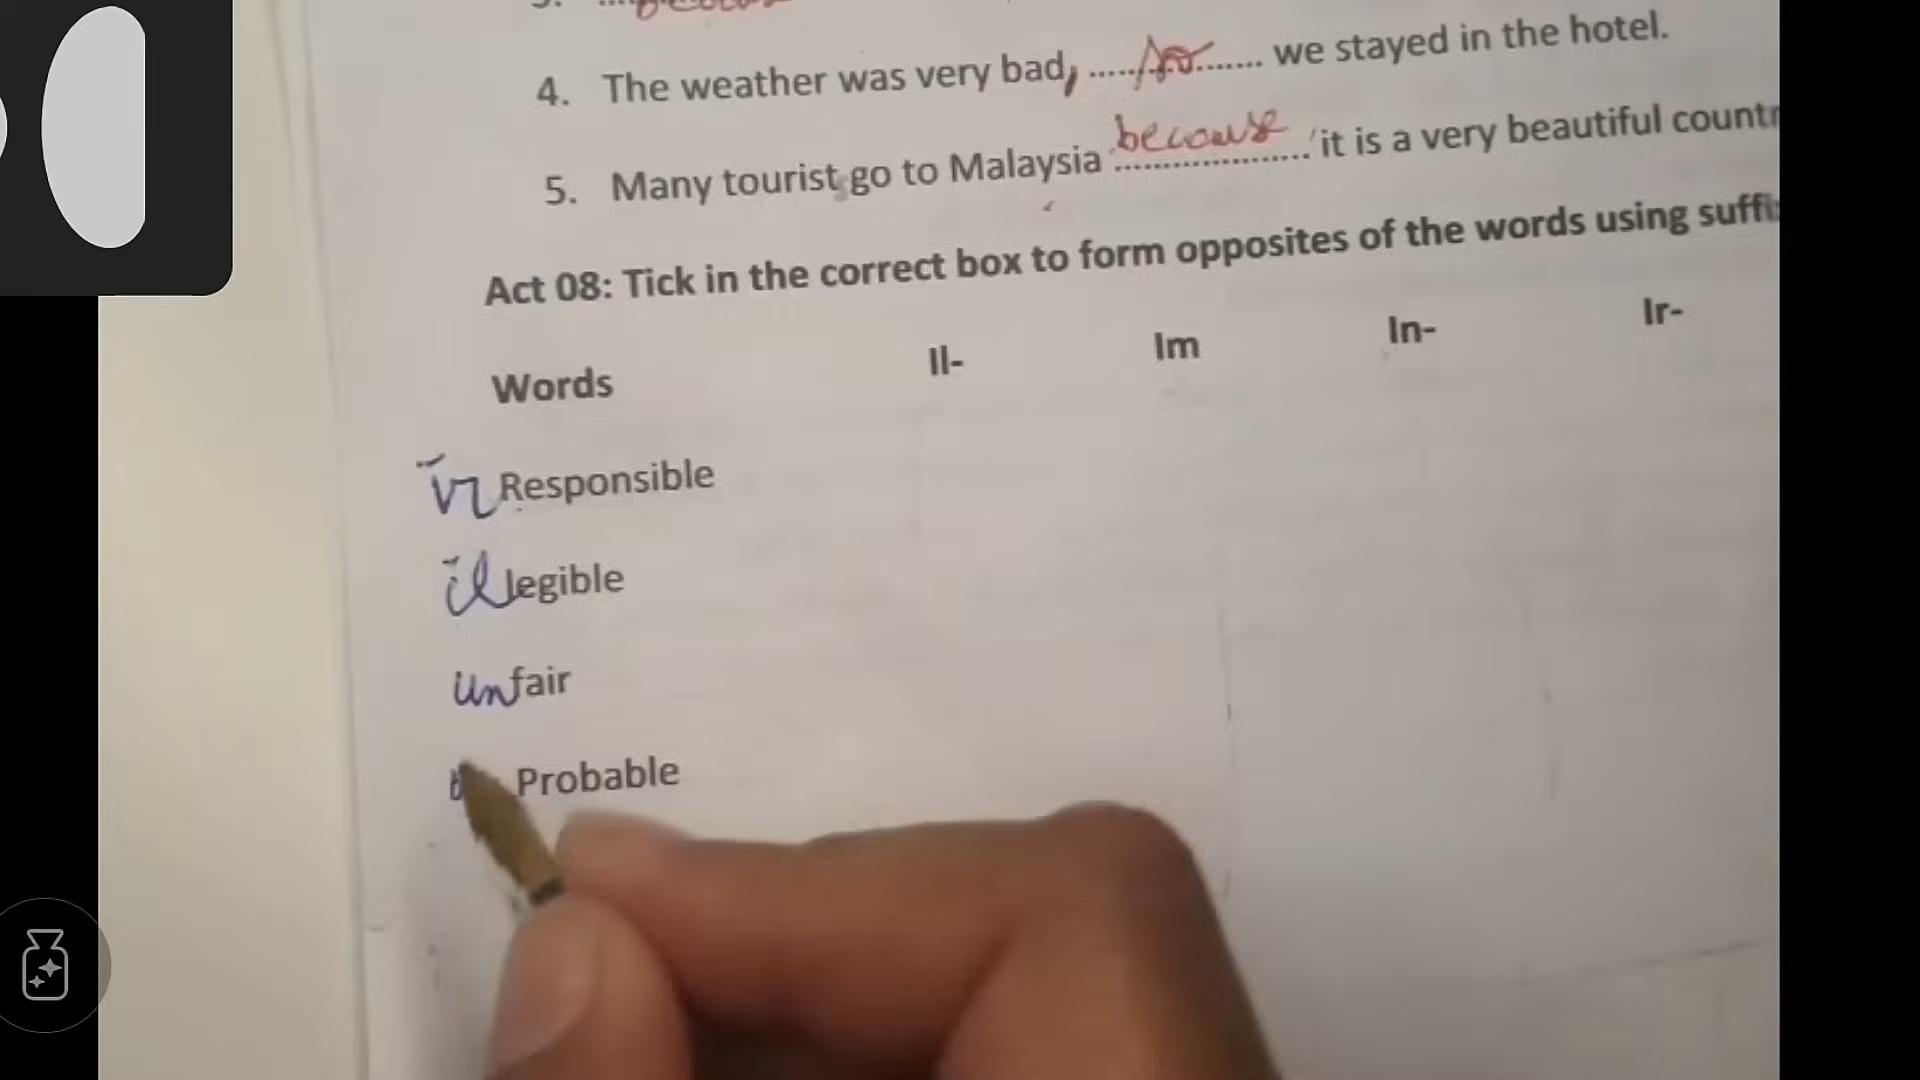 4. The weather was very bad, ......so...... we stayed in the hotel.
5. Many tourist go to Malaysia because it is a very beautiful countr
Act 08: Tick in the correct box to form opposites of the words using suffi
Words Il- Im In- Ir-
ir Responsible
il legible
un fair
Probable